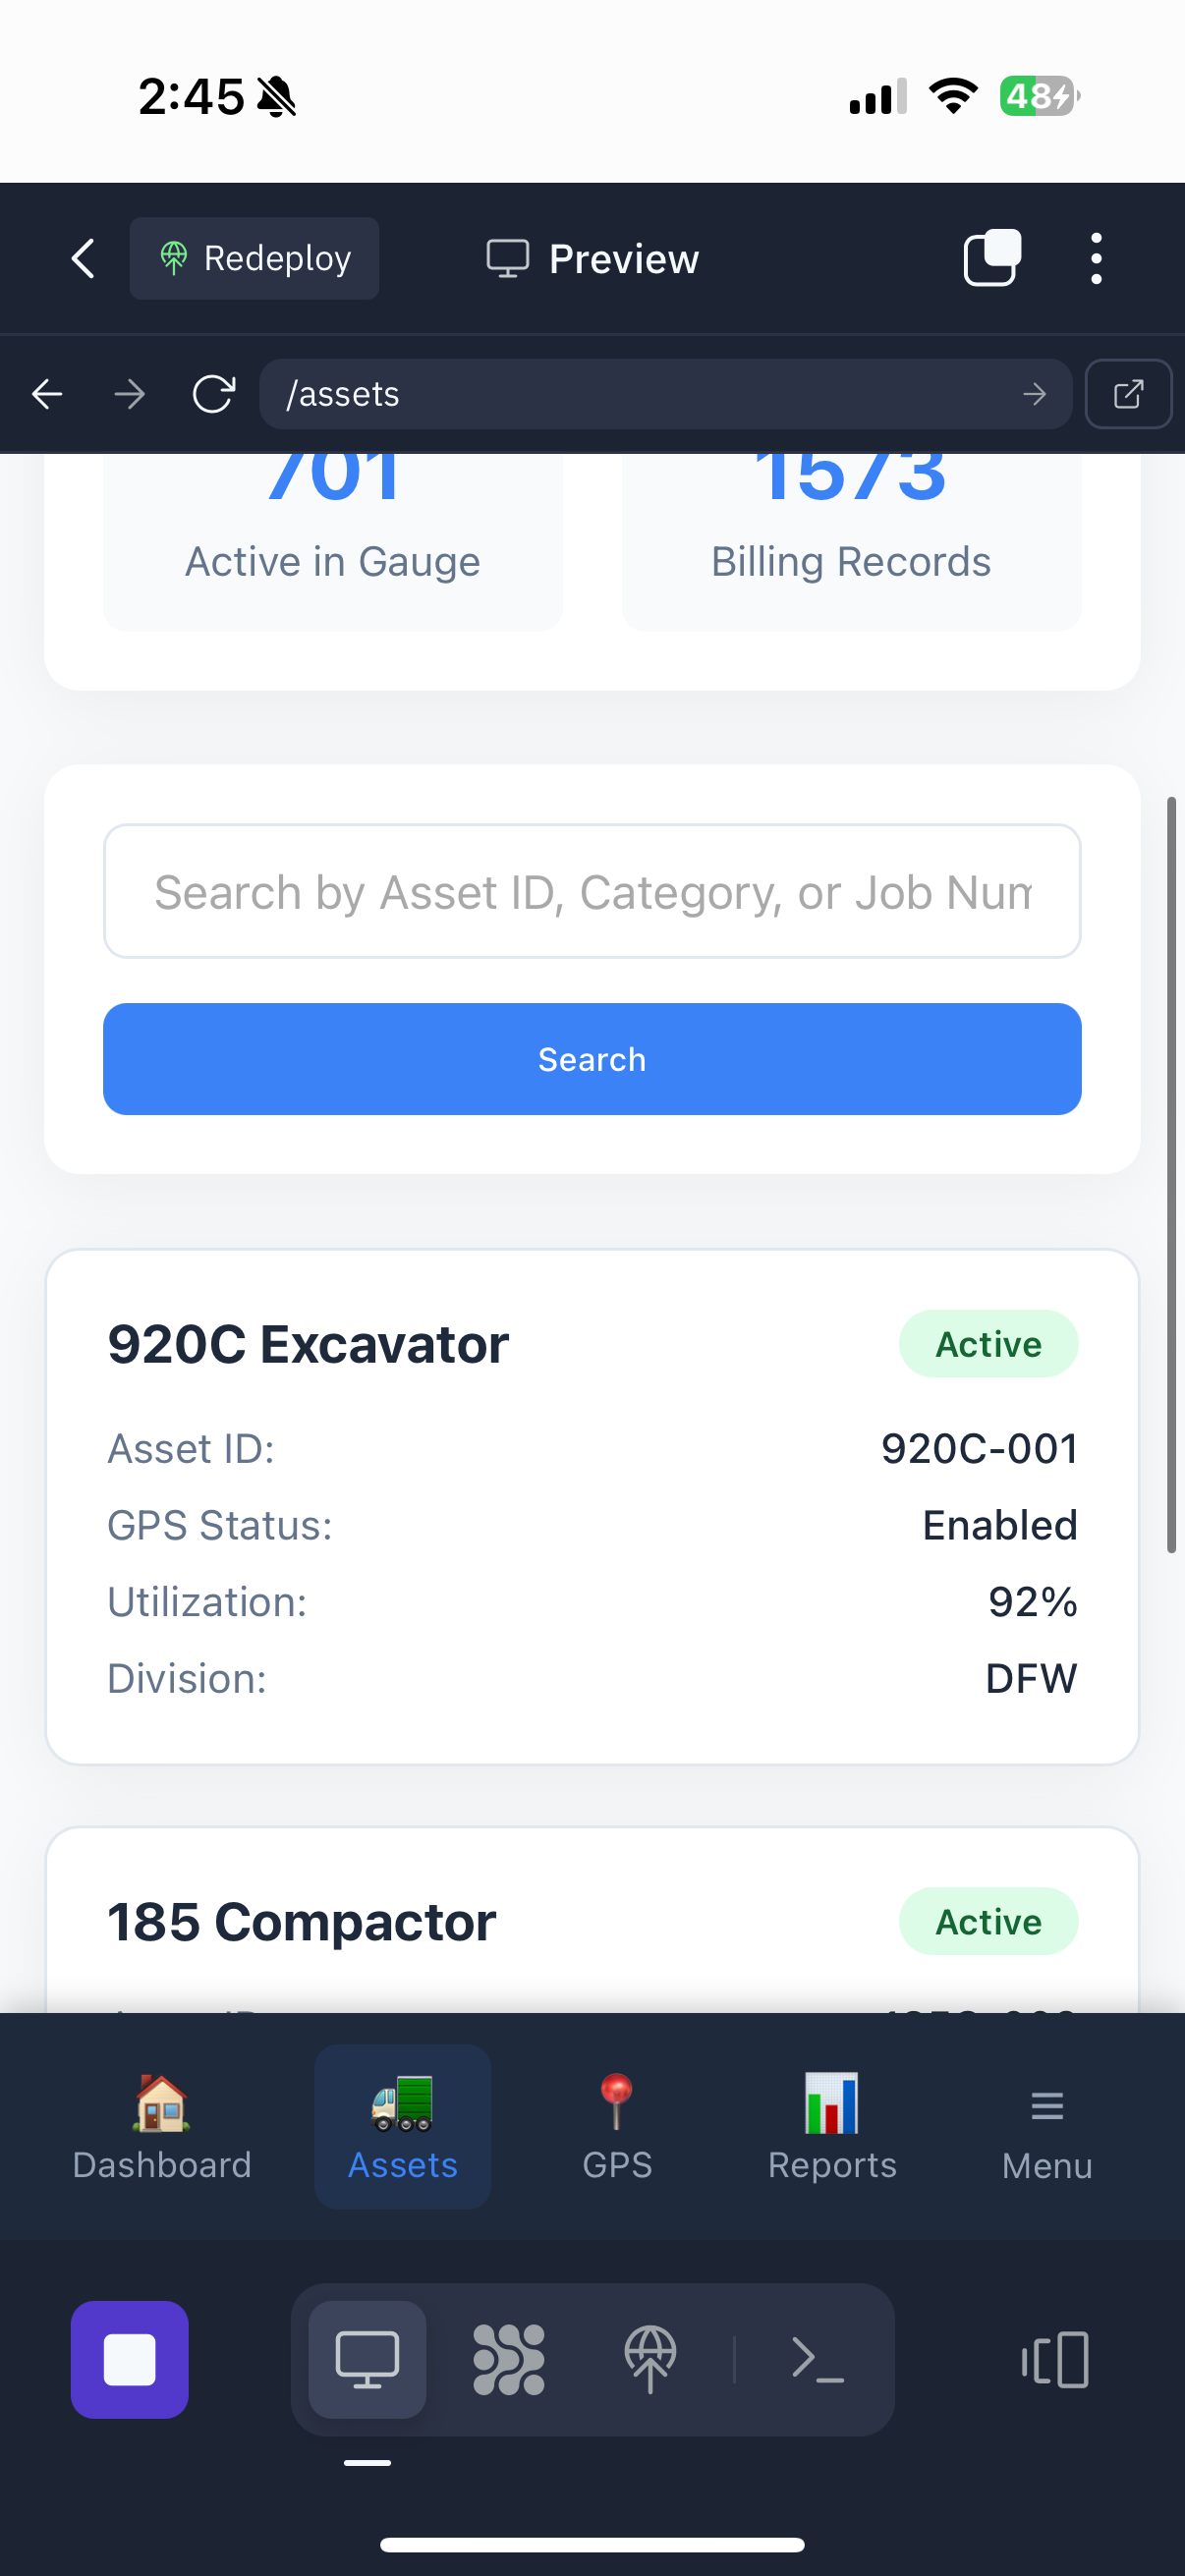 2:45
48
Redeploy
Preview
/assets
701
1573
Active in Gauge
Billing Records
Search by Asset ID, Category, or Job Num
Search
920C Excavator
Active
Asset ID:
920C-001
GPS Status:
Enabled
Utilization:
92%
Division:
DFW
185 Compactor
Active
Dashboard
Assets
GPS
Reports
Menu